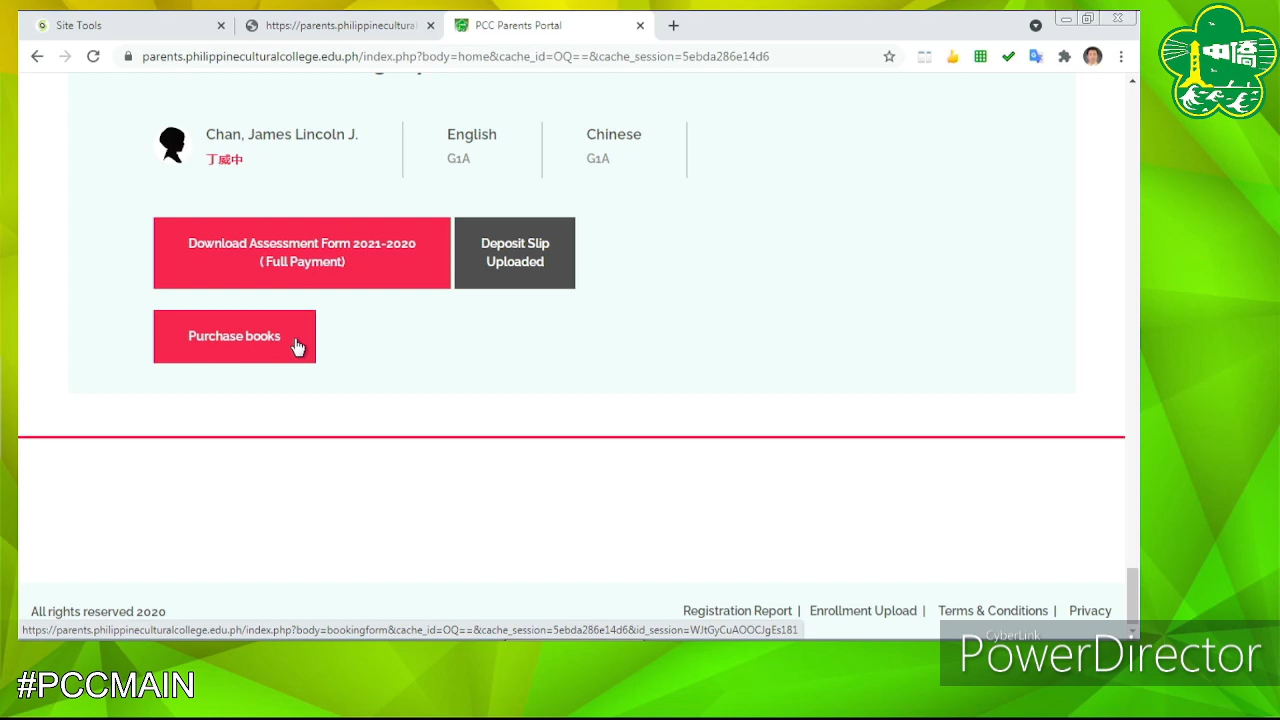 Site Tools
https://parents.philippinecultural
PCC Parents Portal
parents.philippineculturalcollege.edu.ph/index.php?body=home&cache_id=OQ==&cache_session=5ebda286e14d6
中僑
Chan, James Lincoln J.
English
Chinese
丁威中
G1A
G1A
Download Assessment Form 2021-2020
( Full Payment)
Deposit Slip
Uploaded
Purchase books
All rights reserved 2020
Registration Report |
Enrollment Upload |
Terms & Conditions |
Privacy
https://parents.philippineculturalcollege.edu.ph/index.php?body=bookingform&cache_id=OQ==&cache_session=5ebda286e14d6&id_session=WJtGyCuAOOCJgEs181
CyberLink
PowerDirector
#PCCMAIN